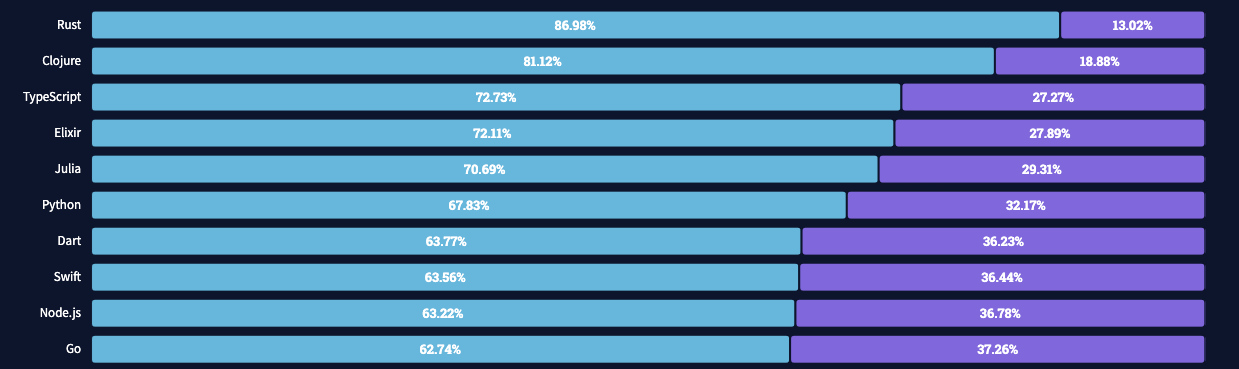 Rust 86.98% 13.02%
Clojure 81.12% 18.88%
TypeScript 72.73% 27.27%
Elixir 72.11% 27.89%
Julia 70.69% 29.31%
Python 67.83% 32.17%
Dart 63.77% 36.23%
Swift 63.56% 36.44%
Node.js 63.22% 36.78%
Go 62.74% 37.26%